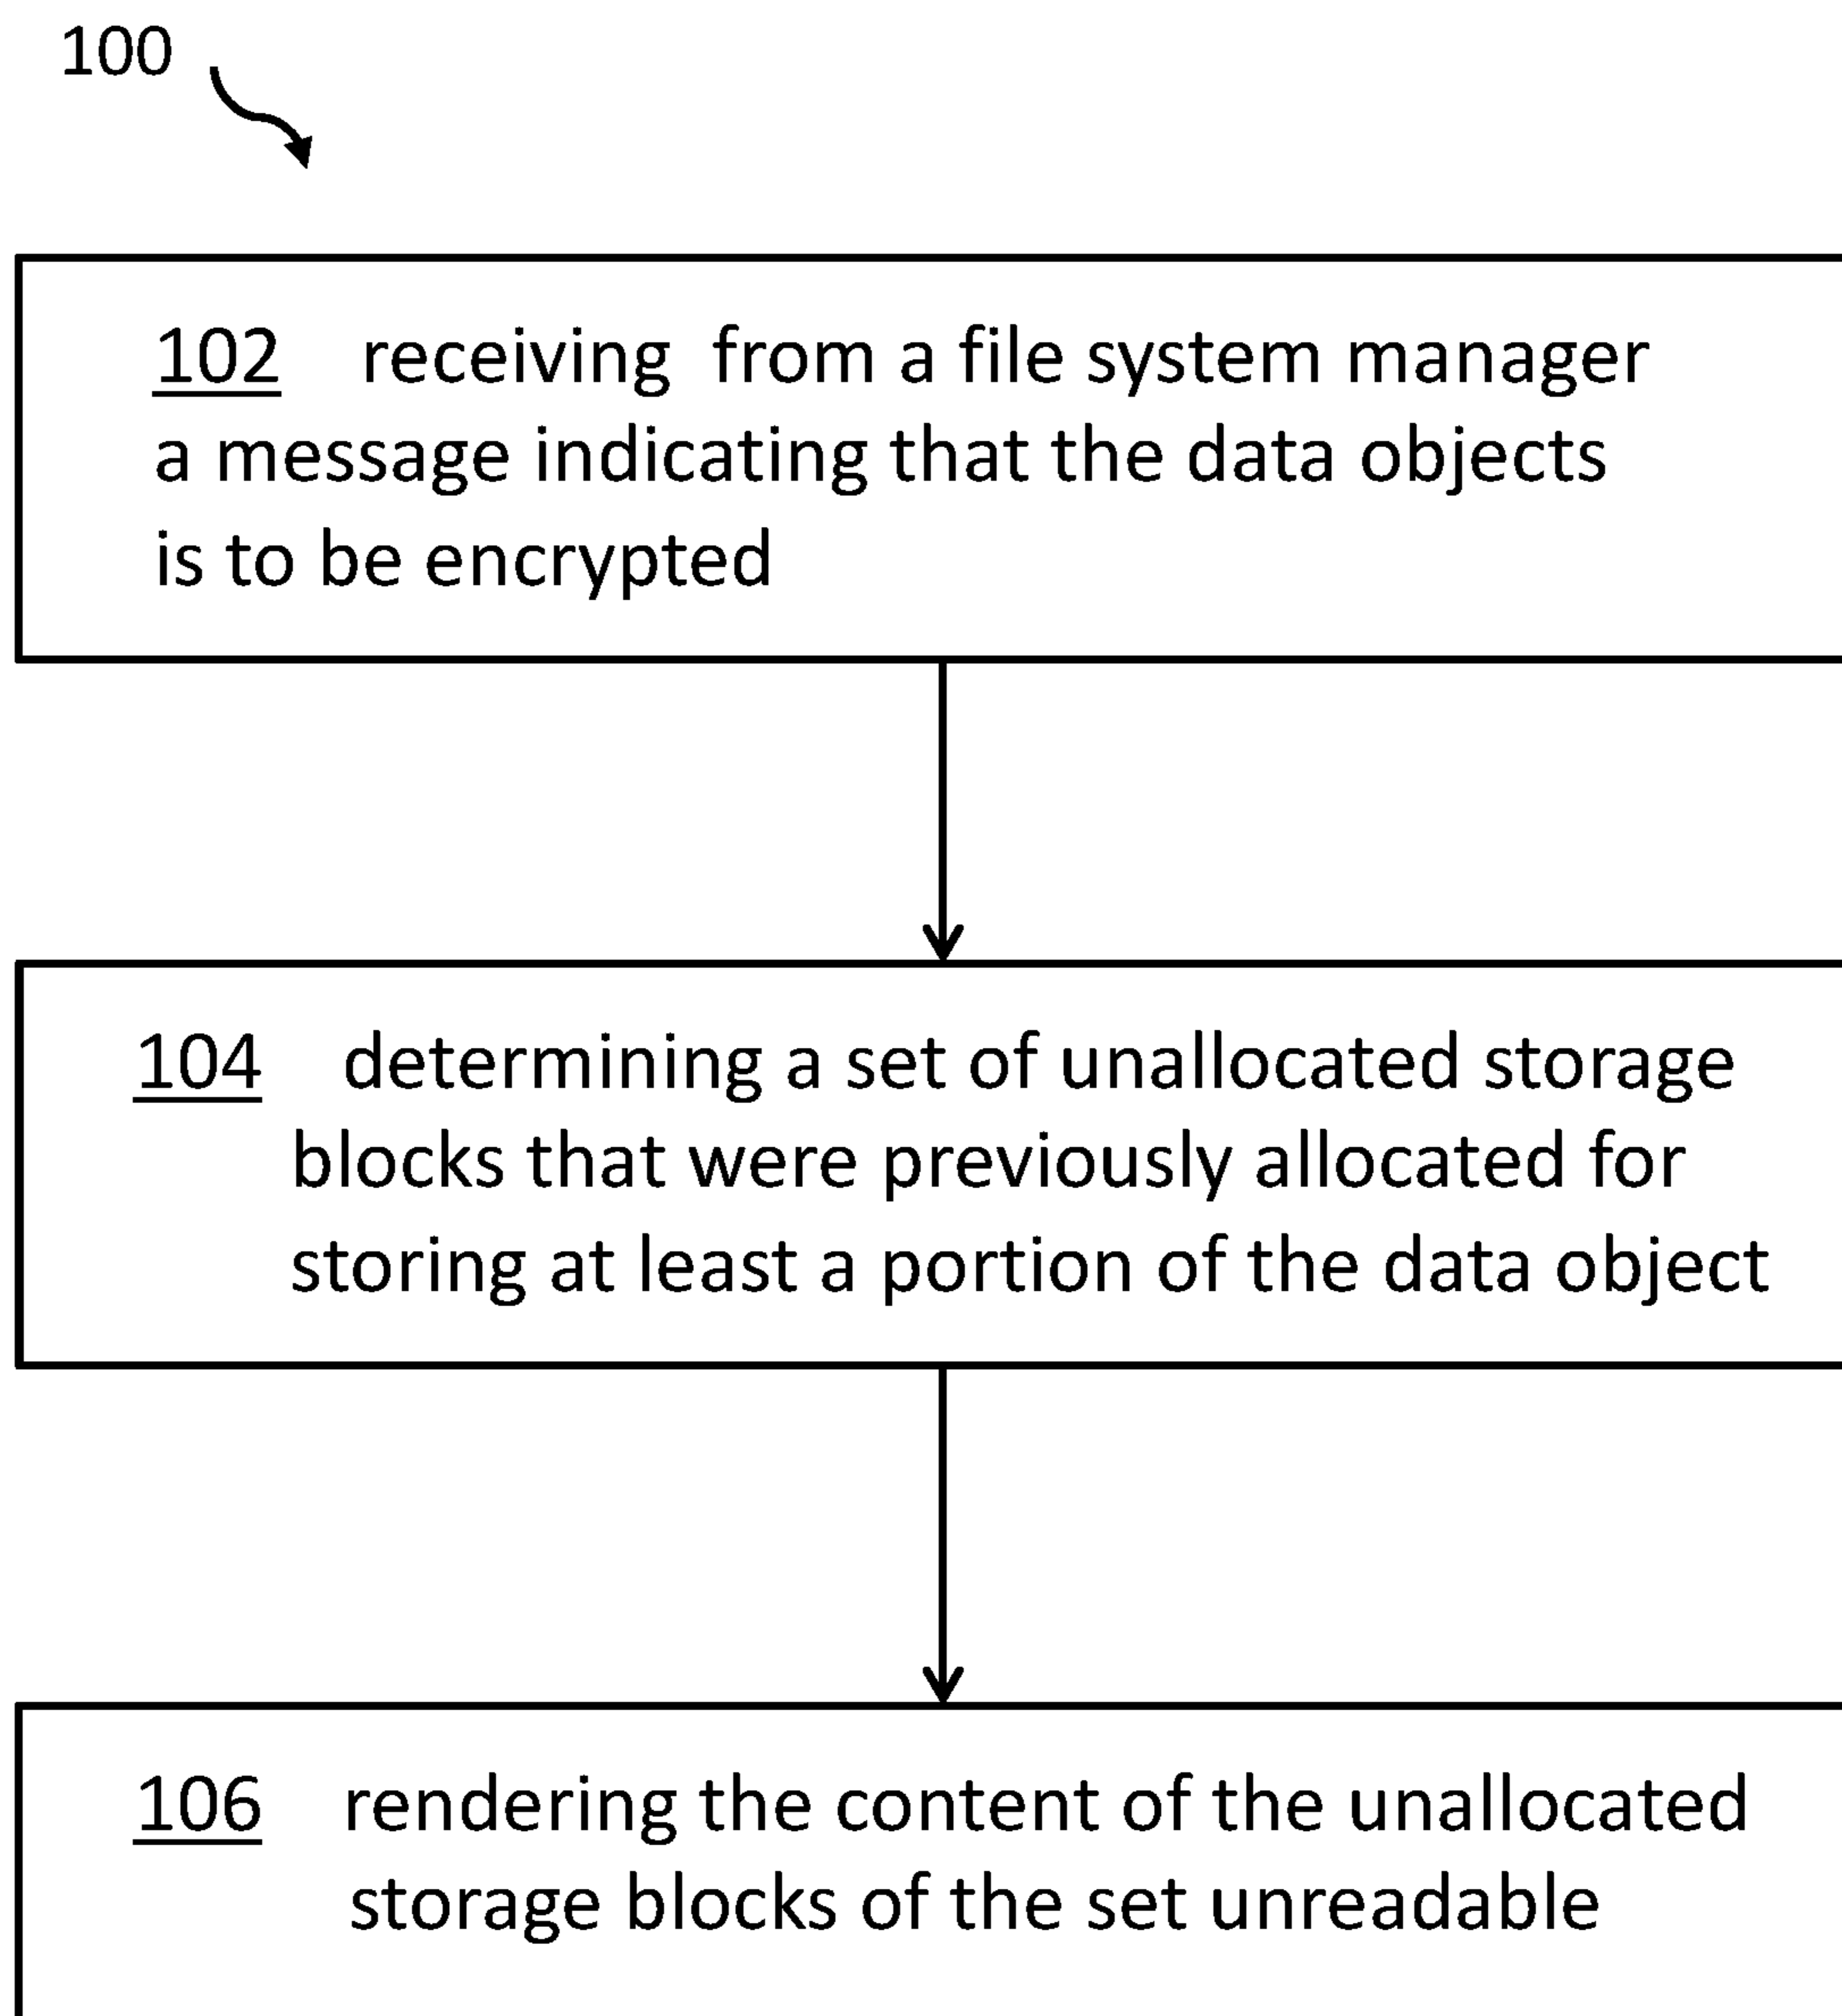 100
102 receiving from a file system manager
a message indicating that the data objects
is to be encrypted
104 determining a set of unallocated storage
blocks that were previously allocated for
storing at least a portion of the data object
106 rendering the content of the unallocated
storage blocks of the set unreadable